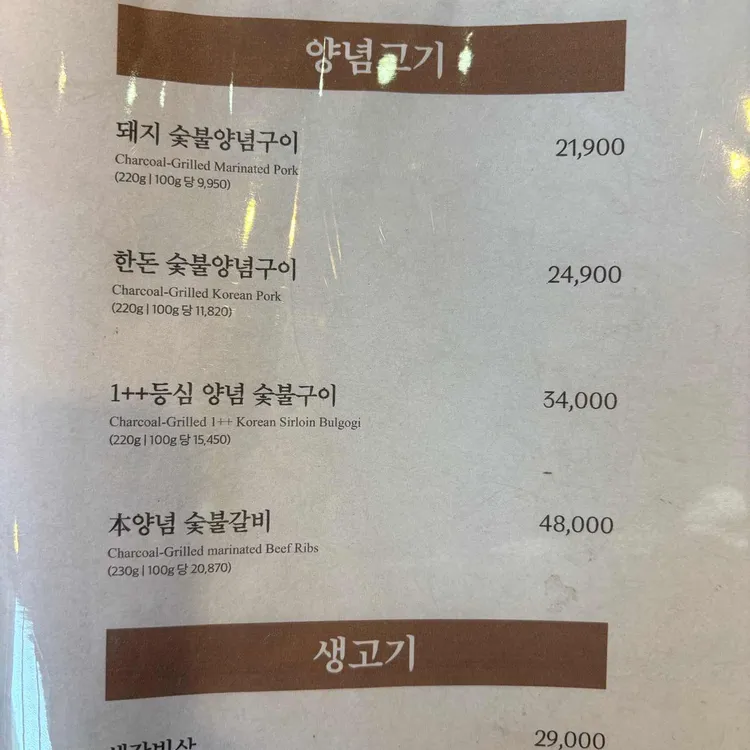 양념고기
돼지 숯불양념구이 21,900
Charcoal-Grilled Marinated Pork
(220g | 100g 당 9,950)
한돈 숯불양념구이 24,900
Charcoal-Grilled Korean Pork
(220g | 100g 당 11,820)
1++등심 양념 숯불구이 34,000
Charcoal-Grilled 1++ Korean Sirloin Bulgogi
(220g | 100g 당 15,450)
本양념 숯불갈비 48,000
Charcoal-Grilled marinated Beef Ribs
(230g | 100g 당 20,870)
생고기
29,000